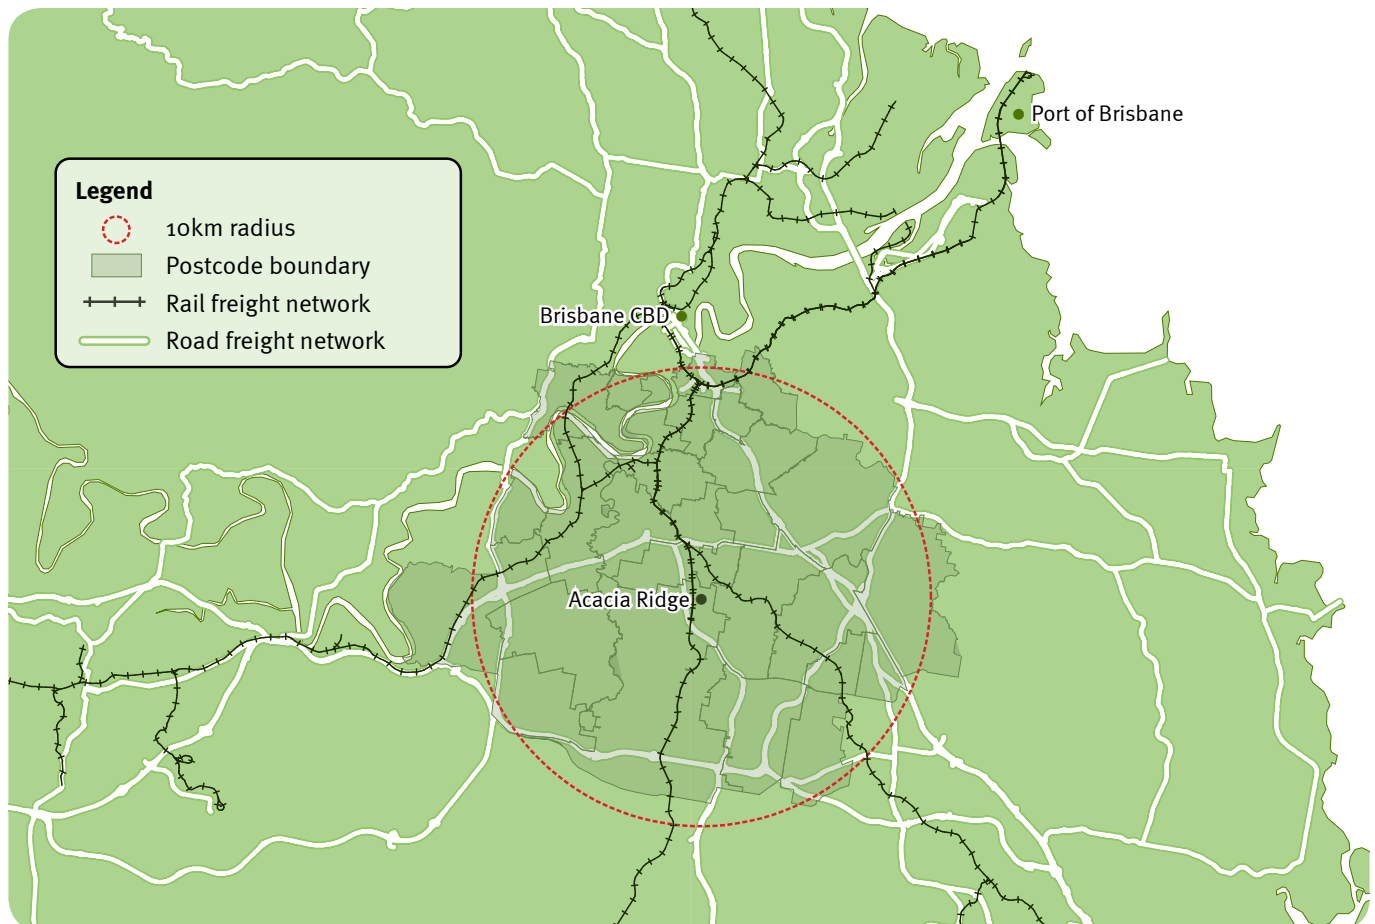 Port of Brisbane
Legend
10km radius
Postcode boundary
Rail freight network
Road freight network
Brisbane CBD
Acacia Ridge